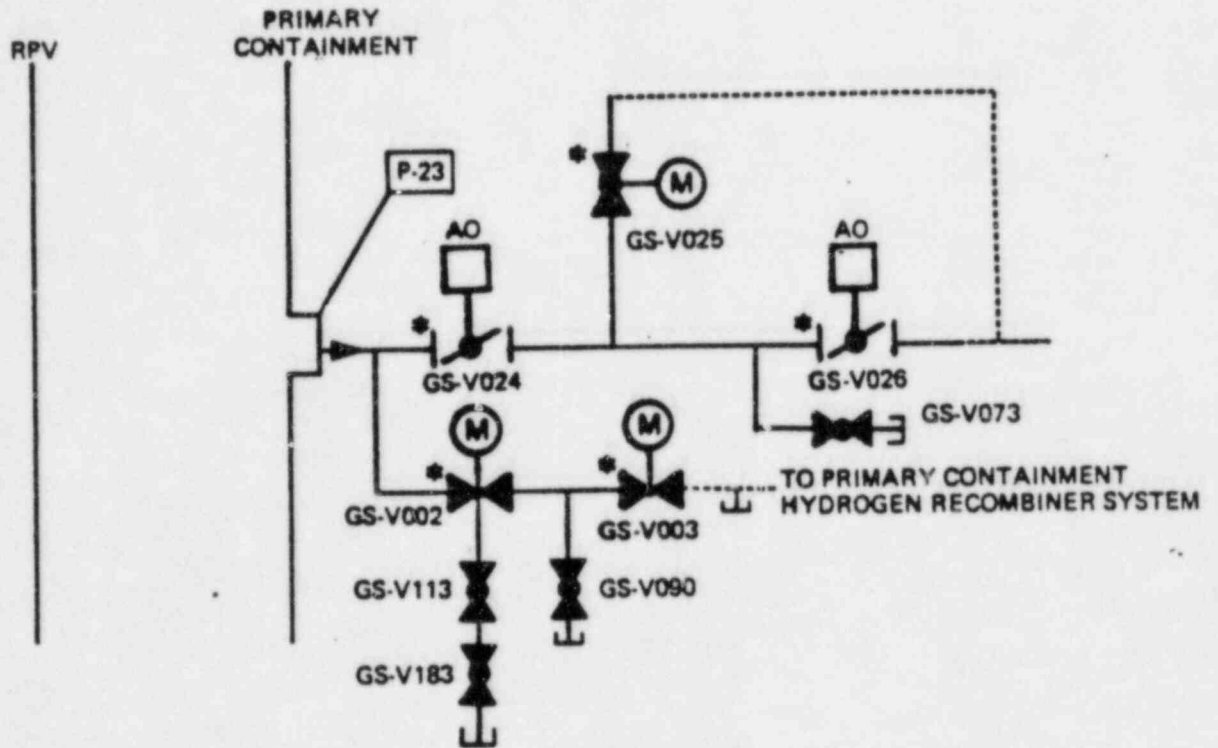 PRIMARY
CONTAINMENT
RPV
P-23
AO
*
M
GS-V025
AO
*
GS-V024
*
GS-V026
M
M
GS-V073
*
*
TO PRIMARY CONTAINMENT
HYDROGEN RECOMBINER SYSTEM
GS-V002
GS-V003
GS-V113
GS-V090
GS-V183